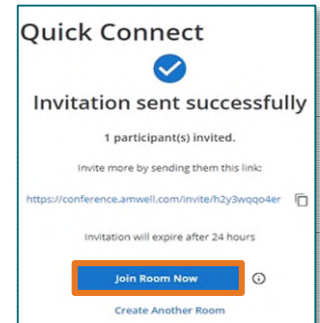 Quick Connect
Invitation sent successfully
1 participant(s) invited.
Invite more by sending them this link:
https://conference.amwell.com/invite/h2y3wqqo4er
Invitation will expire after 24 hours
Join Room Now
Create Another Room